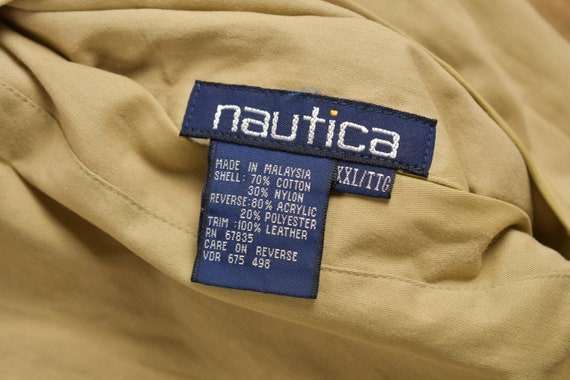 nautica
XXL/TTG
MADE IN MALAYSIA
SHELL: 70% COTTON
30% NYLON
REVERSE:80% ACRYLIC
20% POLYESTER
TRIM :100% LEATHER
RN 67835
CARE ON REVERSE
VDR 675 498